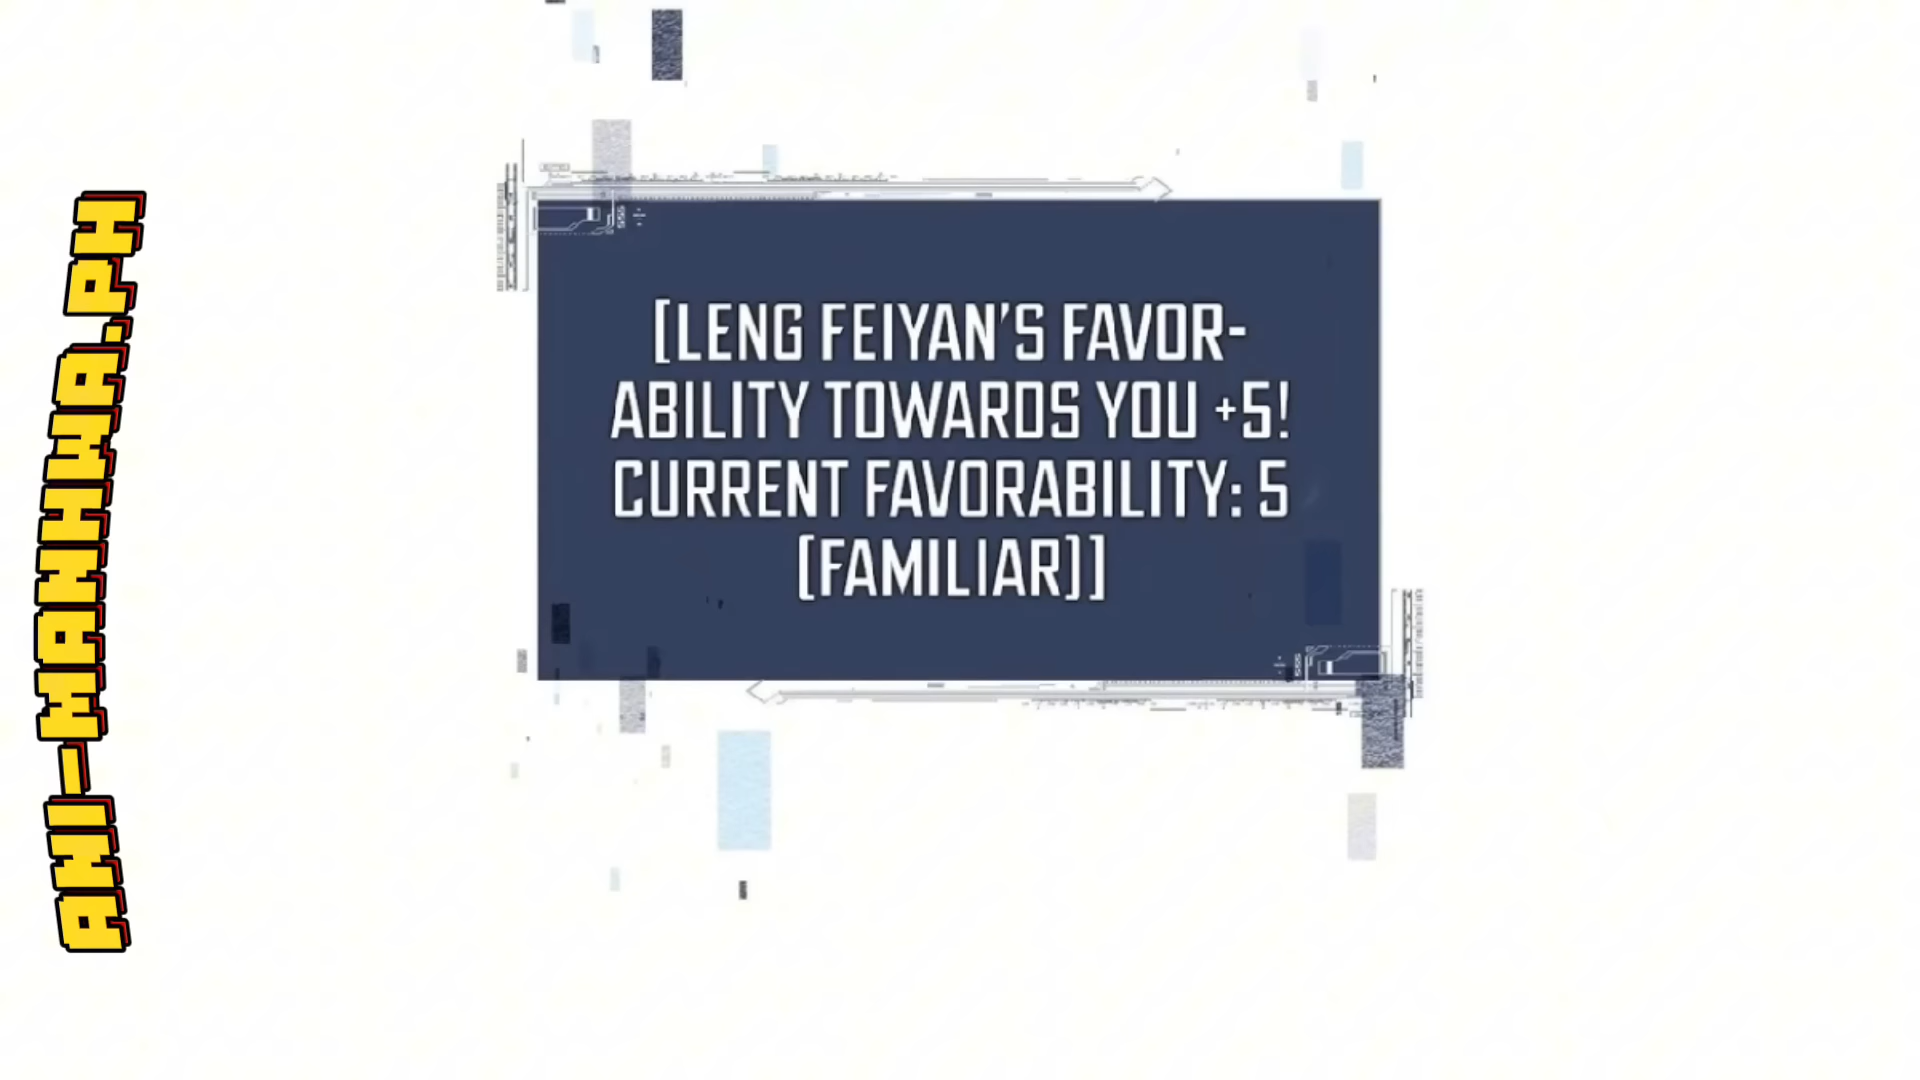 ANI-MANHWA.PH
[LENG FEIYAN'S FAVOR-
ABILITY TOWARDS YOU +5!
CURRENT FAVORABILITY: 5
[FAMILIAR]]